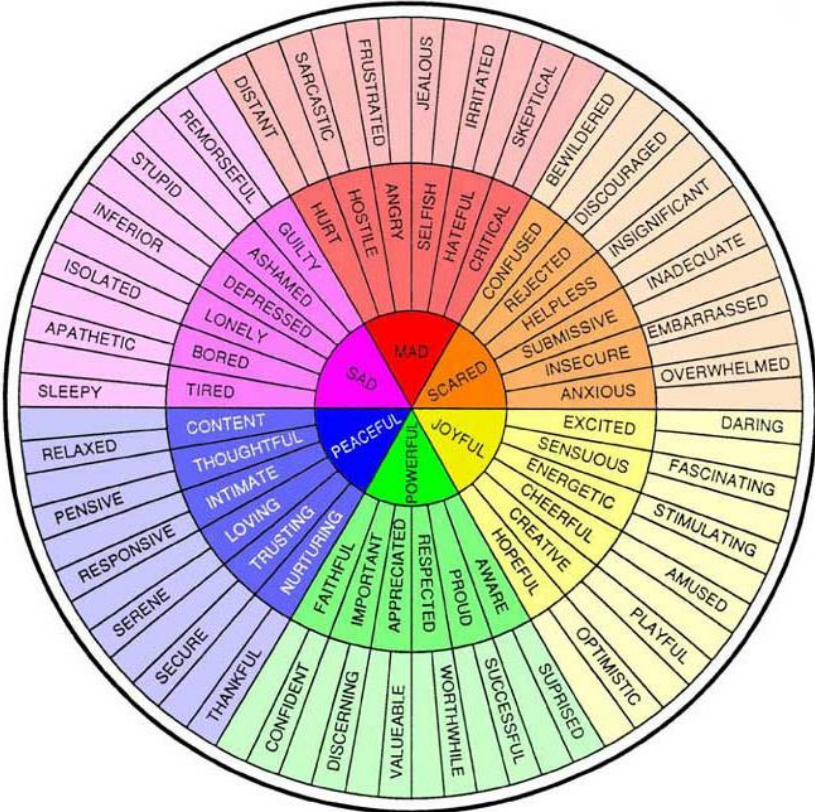 MAD
SCARED
JOYFUL
POWERFUL
PEACEFUL
SAD
HURT
HOSTILE
ANGRY
SELFISH
HATEFUL
CRITICAL
CONFUSED
REJECTED
HELPLESS
SUBMISSIVE
INSECURE
ANXIOUS
EXCITED
SENSUOUS
ENERGETIC
CHEERFUL
CREATIVE
HOPEFUL
AWARE
PROUD
RESPECTED
APPRECIATED
IMPORTANT
FAITHFUL
NURTURING
TRUSTING
LOVING
INTIMATE
THOUGHTFUL
CONTENT
TIRED
BORED
LONELY
DEPRESSED
ASHAMED
GUILTY
DISTANT
SARCASTIC
FRUSTRATED
JEALOUS
IRRITATED
SKEPTICAL
BEWILDERED
DISCOURAGED
INSIGNIFICANT
INADEQUATE
EMBARRASSED
OVERWHELMED
DARING
FASCINATING
STIMULATING
AMUSED
PLAYFUL
OPTIMISTIC
SUPRISED
SUCCESSFUL
WORTHWHILE
VALUEABLE
DISCERNING
CONFIDENT
THANKFUL
SECURE
SERENE
RESPONSIVE
PENSIVE
RELAXED
SLEEPY
APATHETIC
ISOLATED
INFERIOR
STUPID
REMORSEFUL